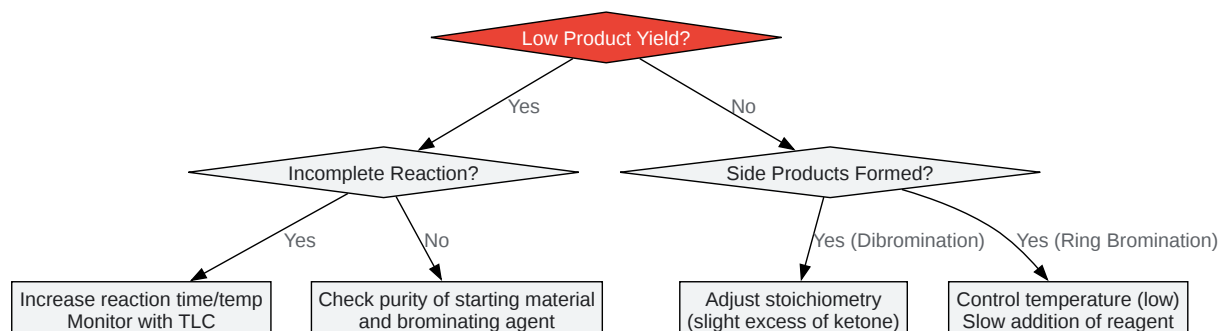 Low Product Yield?
Yes
No
Incomplete Reaction?
Side Products Formed?
Yes
No
Yes (Dibromination)
Yes (Ring Bromination)
Increase reaction time/temp
Monitor with TLC
Check purity of starting material
and brominating agent
Adjust stoichiometry
(slight excess of ketone)
Control temperature (low)
Slow addition of reagent